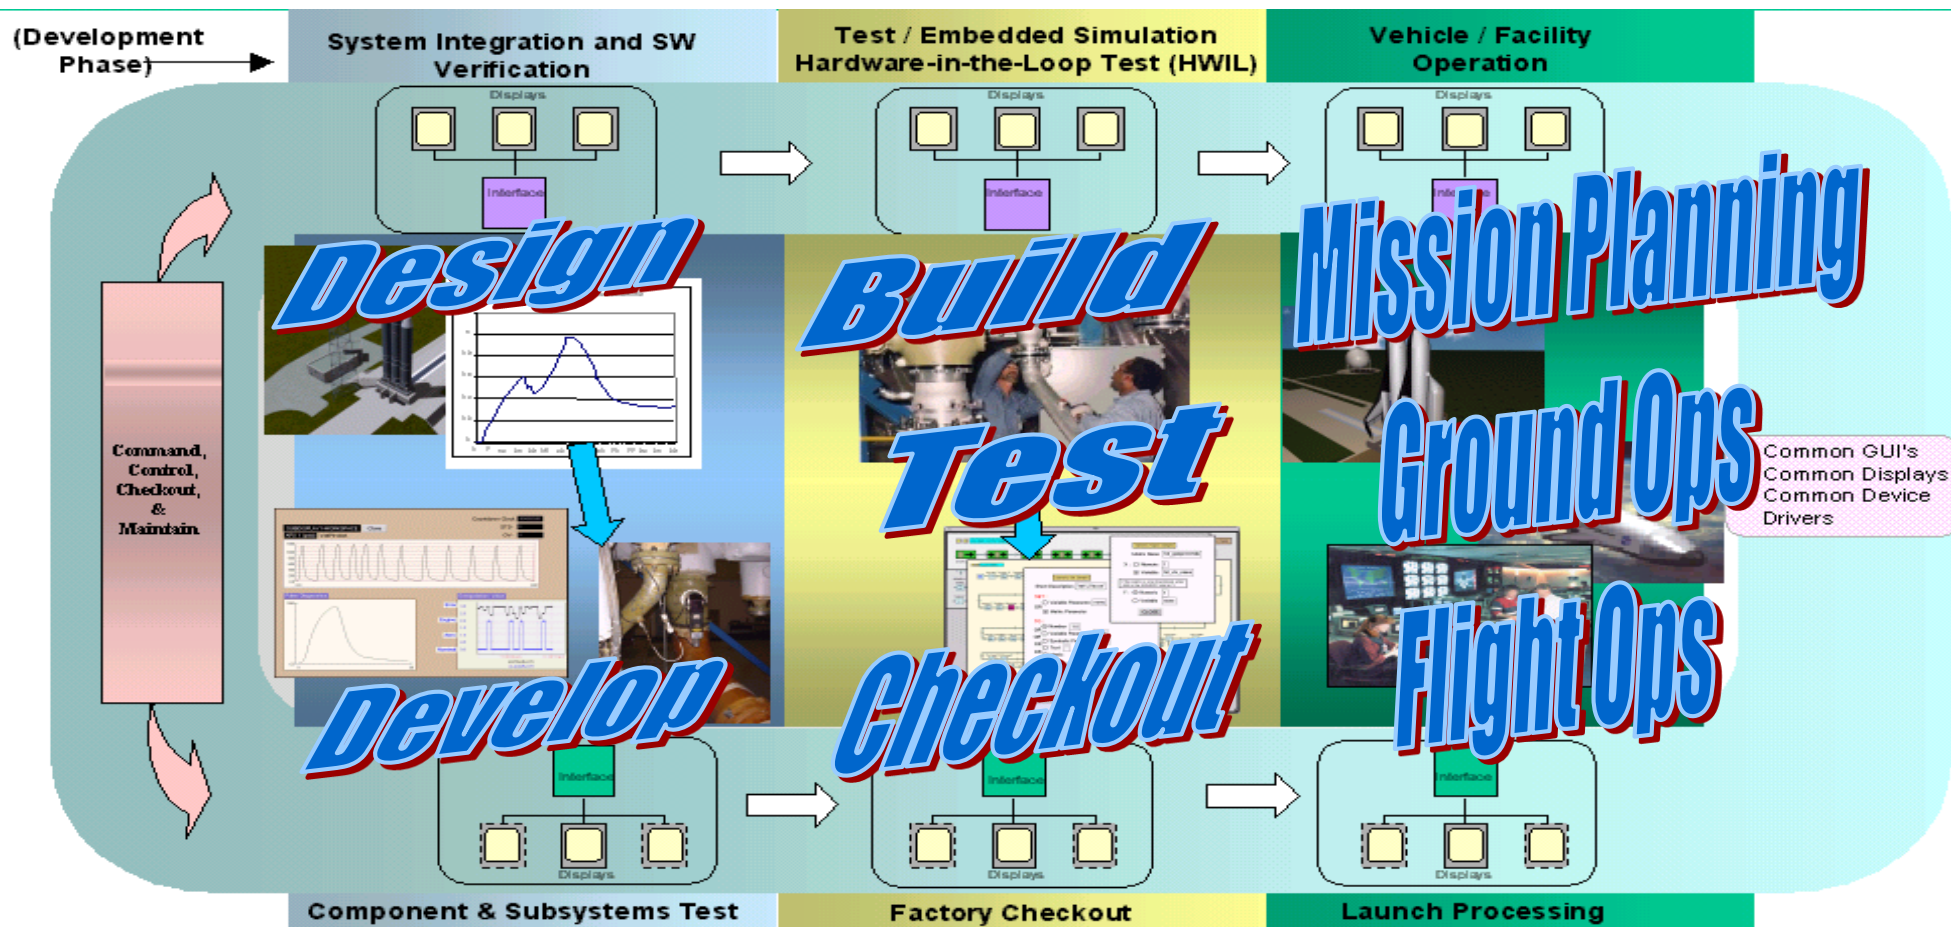 (Development
Phase)
System Integration and SW
Verification
Test / Embedded Simulation
Hardware-in-the-Loop Test (HWIL)
Vehicle / Facility
Operation
Displays
Displays
Displays
Interface
Interface
Design
Build
Mission Planning
Command,
Control,
Checkout,
&
Maintain
Test
Ground Ops
Common GUI's
Common Displays
Common Device
Drivers
Develop
Checkout
Flight Ops
Interface
Interface
Interface
Displays
Displays
Displays
Component & Subsystems Test
Factory Checkout
Launch Processing